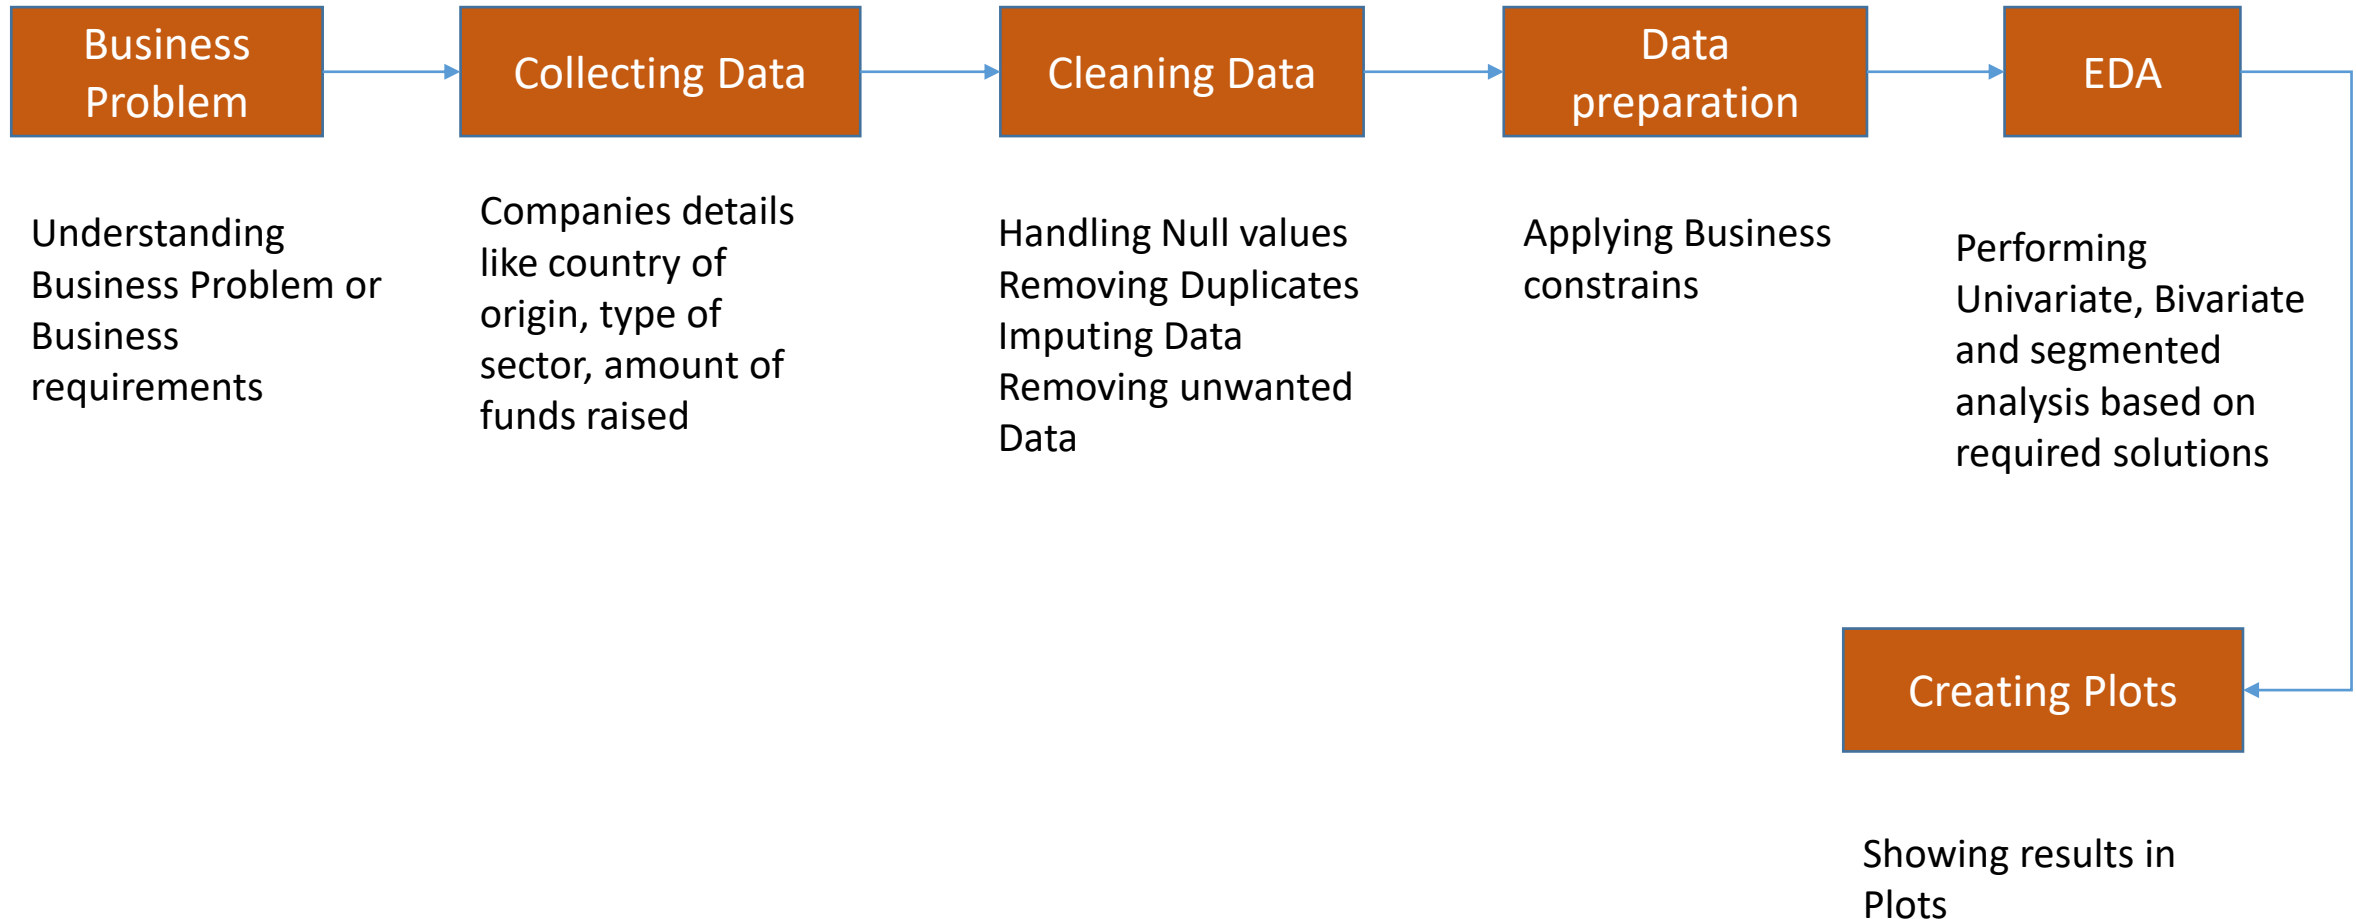 Business
Problem
Collecting Data
Cleaning Data
Data
preparation
EDA
Understanding
Business Problem or
Business
requirements
Companies details
like country of
origin, type of
sector, amount of
funds raised
Handling Null values
Removing Duplicates
Imputing Data
Removing unwanted
Data
Applying Business
constrains
Performing
Univariate, Bivariate
and segmented
analysis based on
required solutions
Creating Plots
Showing results in
Plots